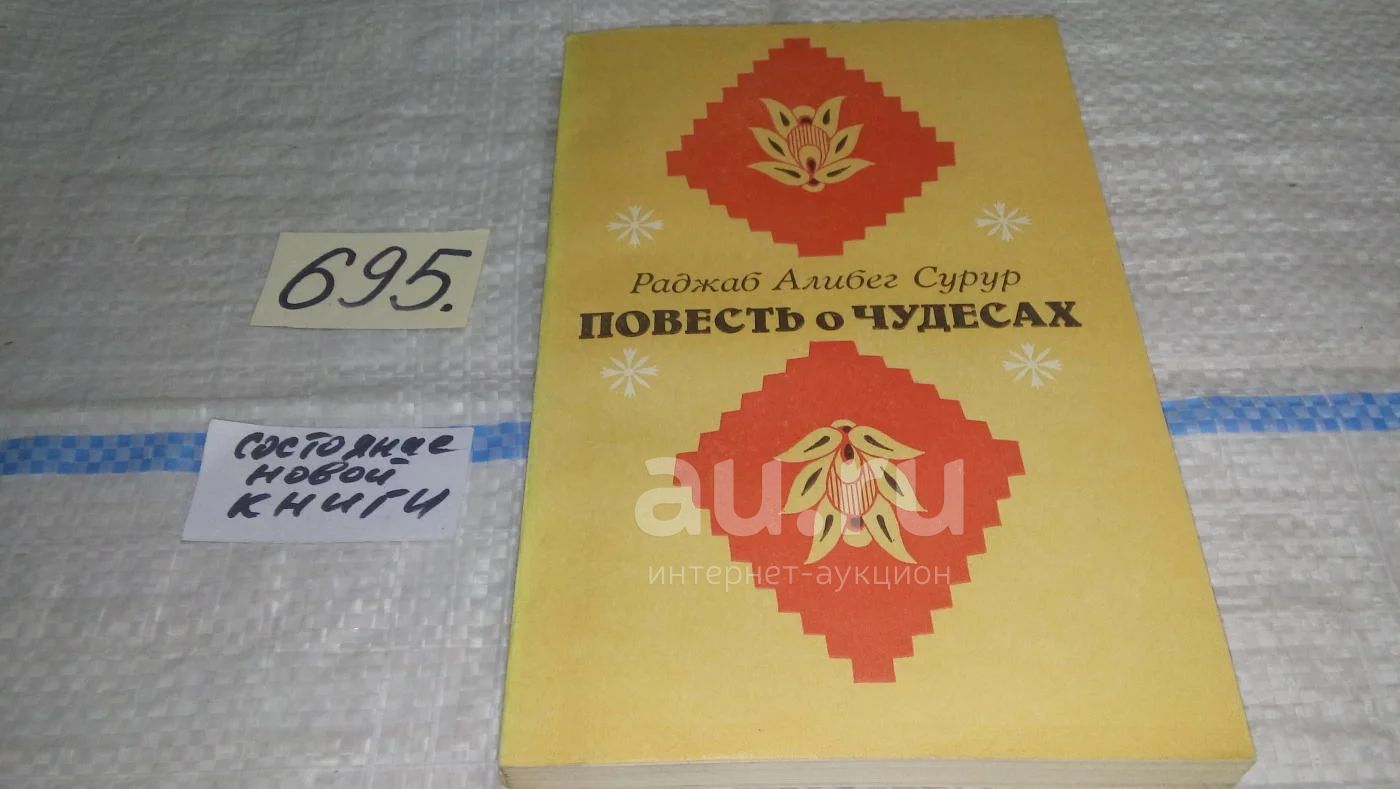 695.
состояние
новой
книги
Раджаб Алибег Сурур
ПОВЕСТЬ о ЧУДЕСАХ
au.ru
интернет-аукцион